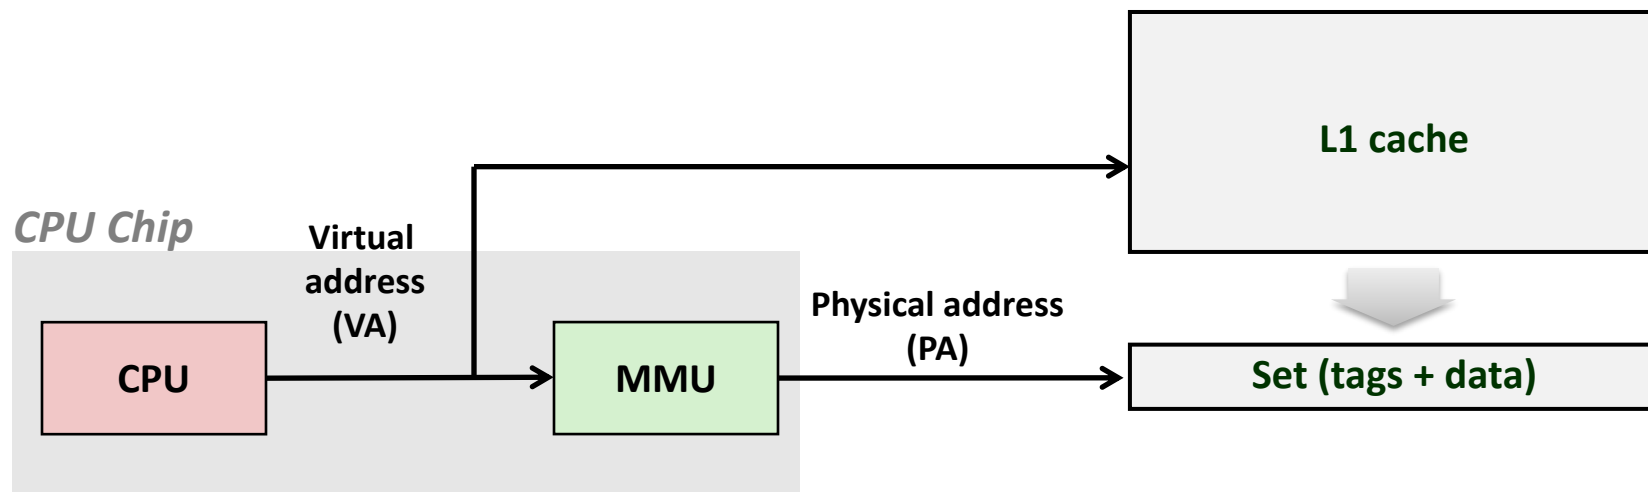 L1 cache
CPU Chip
Virtual
address
(VA)
Physical address
(PA)
CPU
MMU
Set (tags + data)